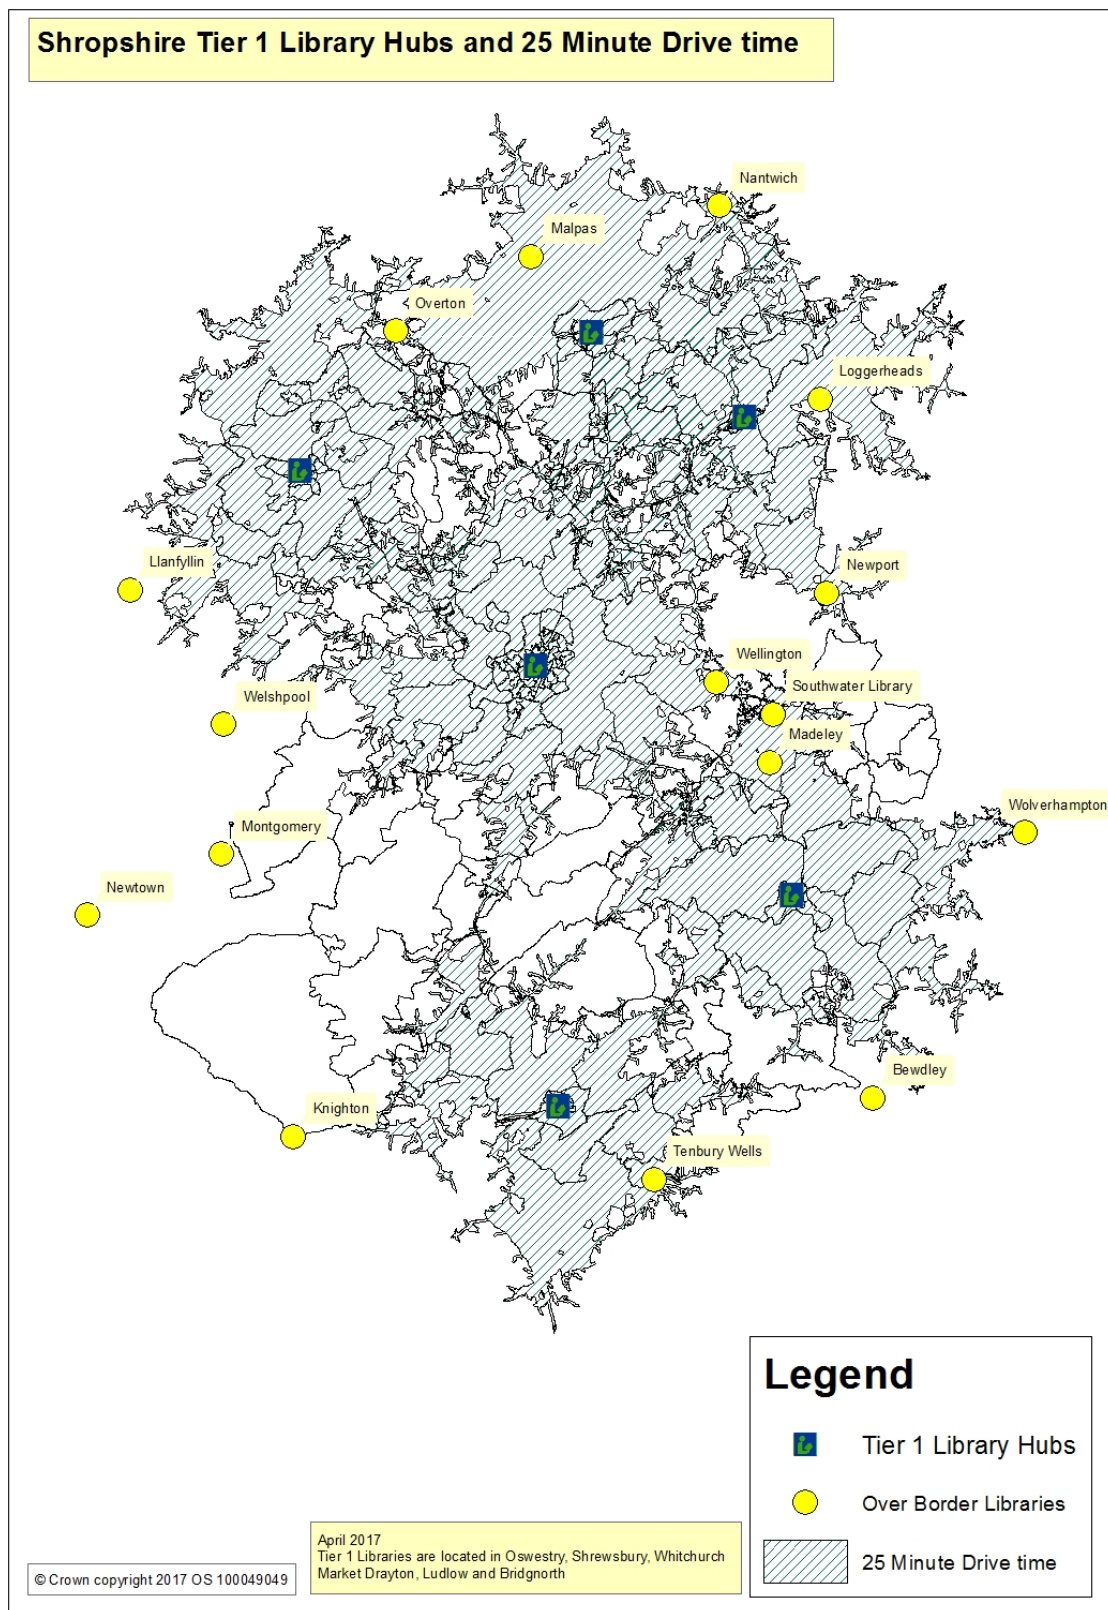 Shropshire Tier 1 Library Hubs and 25 Minute Drive time
Nantwich
Malpas
Overton
Loggerheads
Llanfyllin
Newport
Wellington
Southwater Library
Welshpool
Madeley
Wolverhampton
Montgomery
Newtown
Bewdley
Knighton
Tenbury Wells
Legend
Tier 1 Library Hubs
Over Border Libraries
25 Minute Drive time
April 2017
Tier 1 Libraries are located in Oswestry, Shrewsbury, Whitchurch
Market Drayton, Ludlow and Bridgnorth
© Crown copyright 2017 OS 100049049